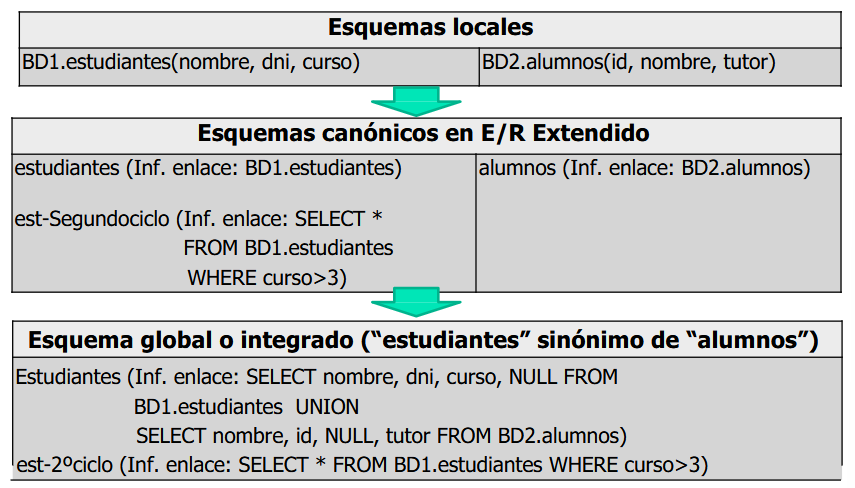 Esquemas locales
BD1.estudiantes(nombre, dni, curso)
BD2.alumnos(id, nombre, tutor)
Esquemas canónicos en E/R Extendido
estudiantes (Inf. enlace: BD1.estudiantes)
est-Segundociclo (Inf. enlace: SELECT *
FROM BD1.estudiantes
WHERE curso>3)
alumnos (Inf. enlace: BD2.alumnos)
Esquema global o integrado (“estudiantes” sinónimo de “alumnos”)
Estudiantes (Inf. enlace: SELECT nombre, dni, curso, NULL FROM
BD1.estudiantes UNION
SELECT nombre, id, NULL, tutor FROM BD2.alumnos)
est-2ºciclo (Inf. enlace: SELECT * FROM BD1.estudiantes WHERE curso>3)